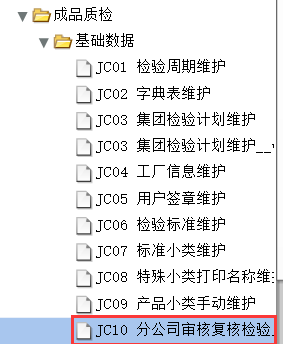 成品质检
基础数据
JC01 检验周期维护
JC02 字典表维护
JC03 集团检验计划维护
JC03 集团检验计划维护__
JC04 工厂信息维护
JC05 用户签章维护
JC06 检验标准维护
JC07 标准小类维护
JC08 特殊小类打印名称维
JC09 产品小类手动维护
JC10 分公司审核复核检验